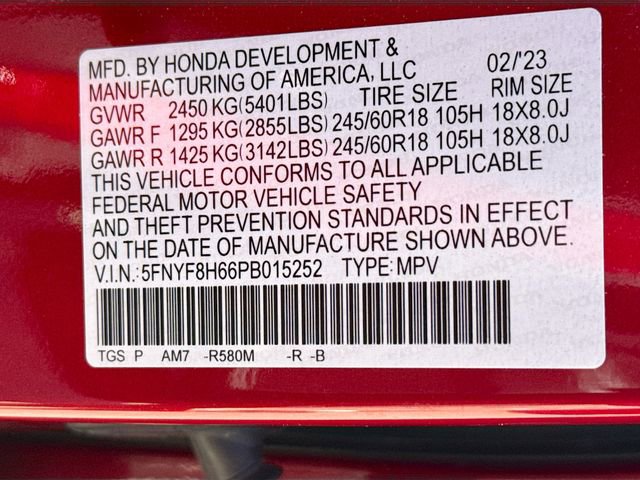 MFD. BY HONDA DEVELOPMENT &
MANUFACTURING OF AMERICA, LLC 02/'23
GVWR 2450 KG(5401LBS) TIRE SIZE RIM SIZE
GAWR F 1295 KG(2855LBS) 245/60R18 105H 18X8.0J
GAWR R 1425 KG(3142LBS) 245/60R18 105H 18X8.0J
THIS VEHICLE CONFORMS TO ALL APPLICABLE
FEDERAL MOTOR VEHICLE SAFETY
AND THEFT PREVENTION STANDARDS IN EFFECT
ON THE DATE OF MANUFACTURE SHOWN ABOVE.
V.I.N.:5FNYF8H66PB015252 TYPE:MPV
TGS P AM7 -R580M -R -B